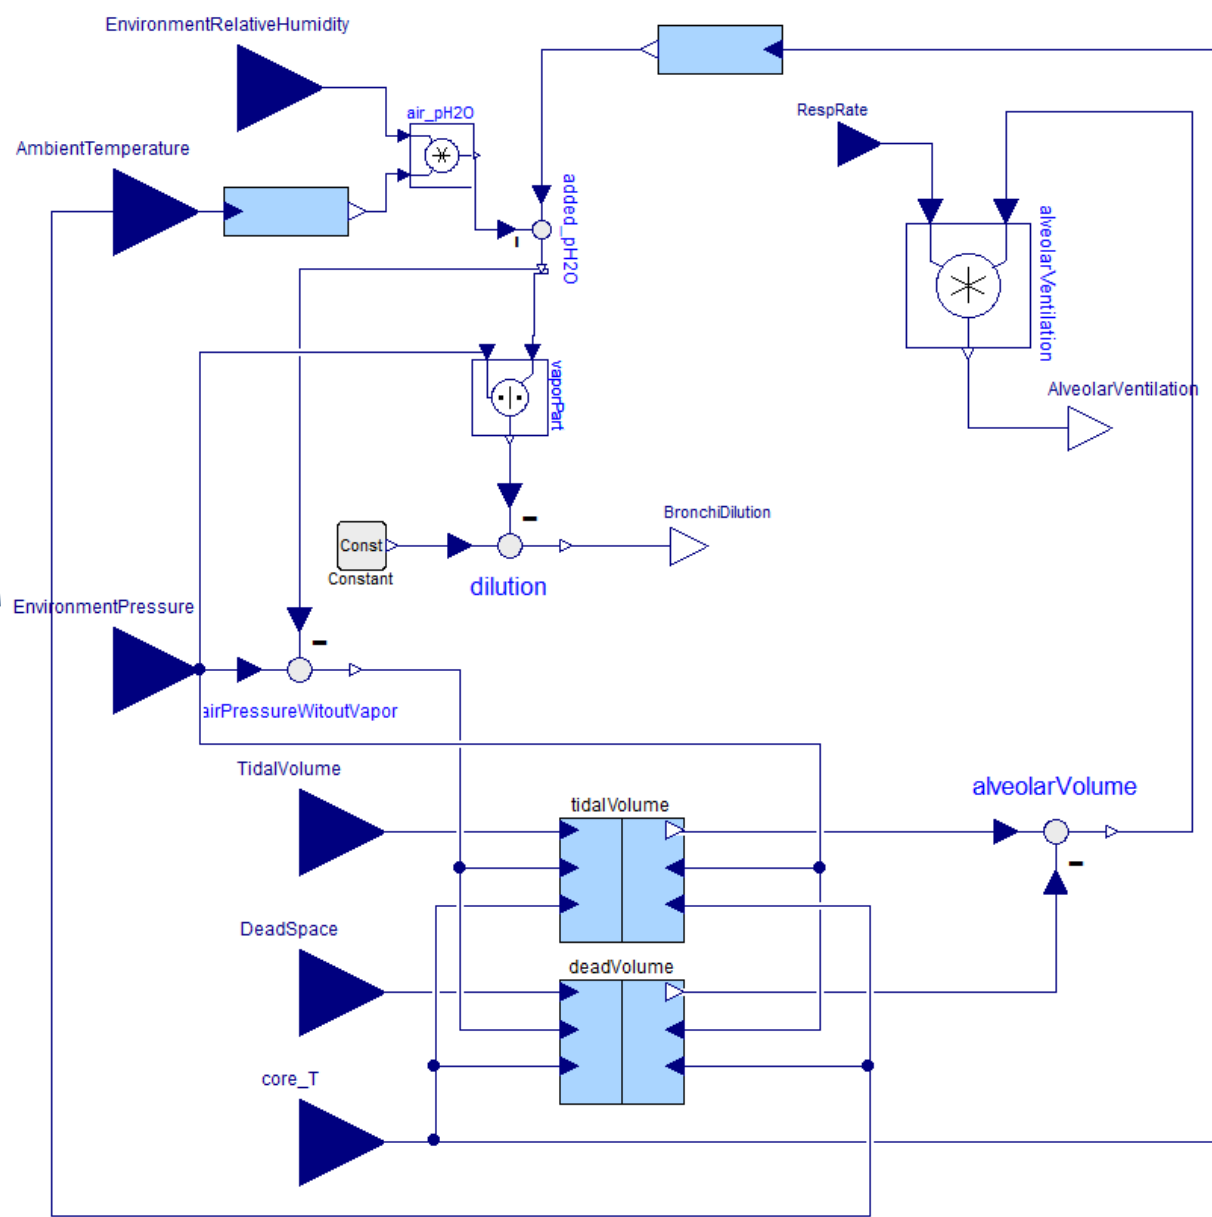 EnvironmentRelativeHumidity
air_pH2O
RespRate
AmbientTemperature
added_pH2O
alveolarVentilation
vaporPart
AlveolarVentilation
BronchiDilution
Const
Constant
dilution
EnvironmentPressure
airPressureWitoutVapor
TidalVolume
tidalVolume
alveolarVolume
DeadSpace
deadVolume
core_T